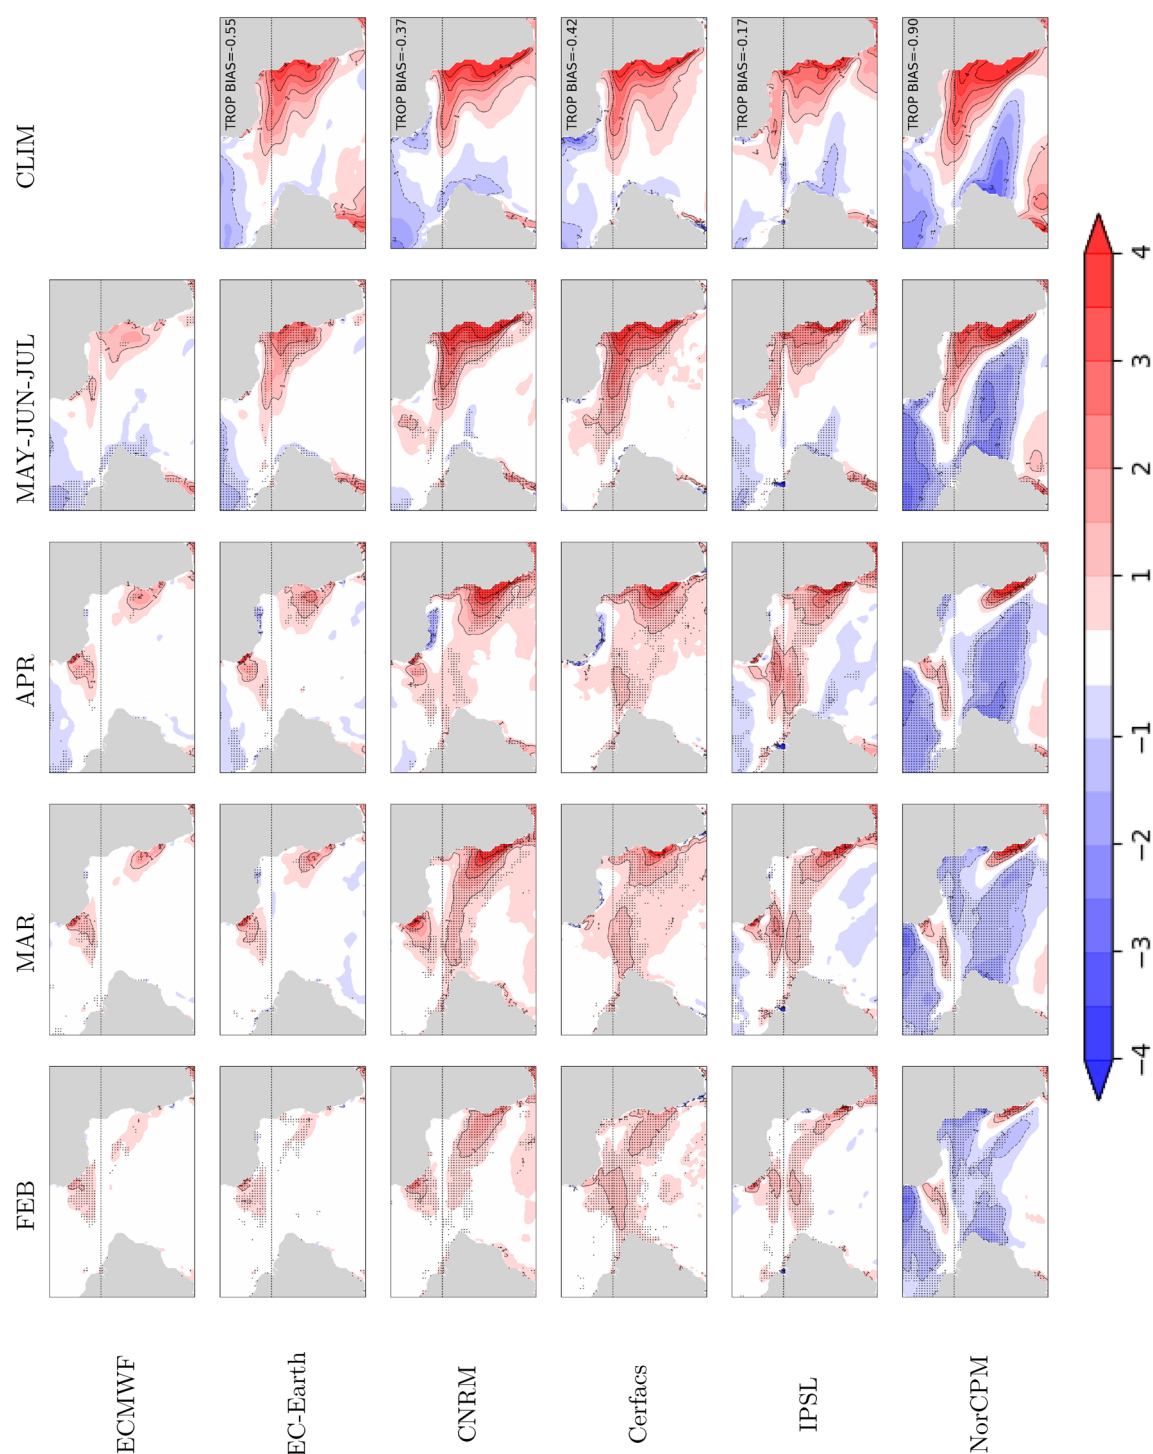 FEB
MAR
APR
MAY-JUN-JUL
CLIM
ECMWF
EC-Earth
TROP BIAS=-0.55
CNRM
TROP BIAS=-0.37
Cerfacs
TROP BIAS=-0.42
IPSL
TROP BIAS=-0.17
NorCPM
TROP BIAS=-0.90
−4 −3 −2 −1 1 2 3 4